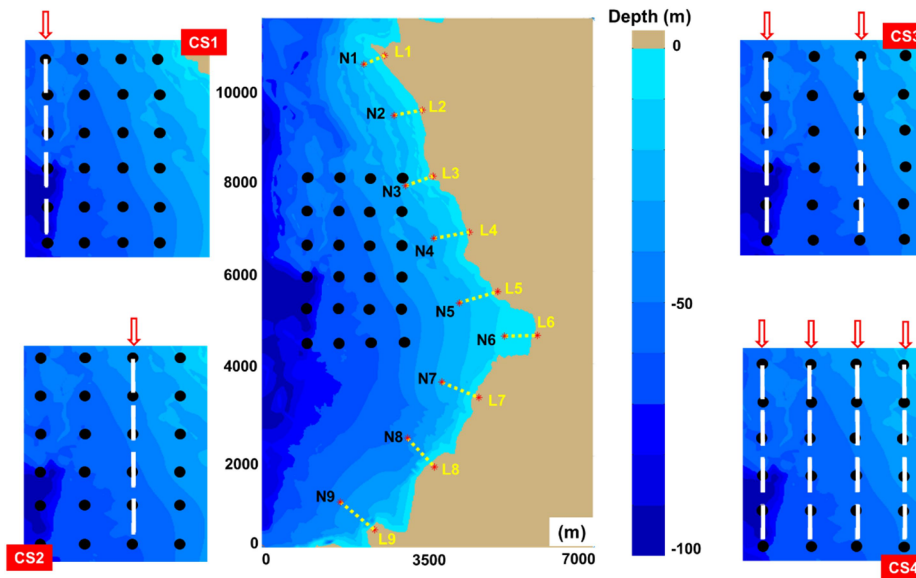 CS1
Depth (m)
CS3
N1
L1
0
10000
N2
L2
8000
N3
L3
N4
L4
6000
N5
L5
-50
N6
L6
4000
N7
L7
N8
L8
2000
N9
L9
(m)
0
0
3500
7000
-100
CS2
CS4